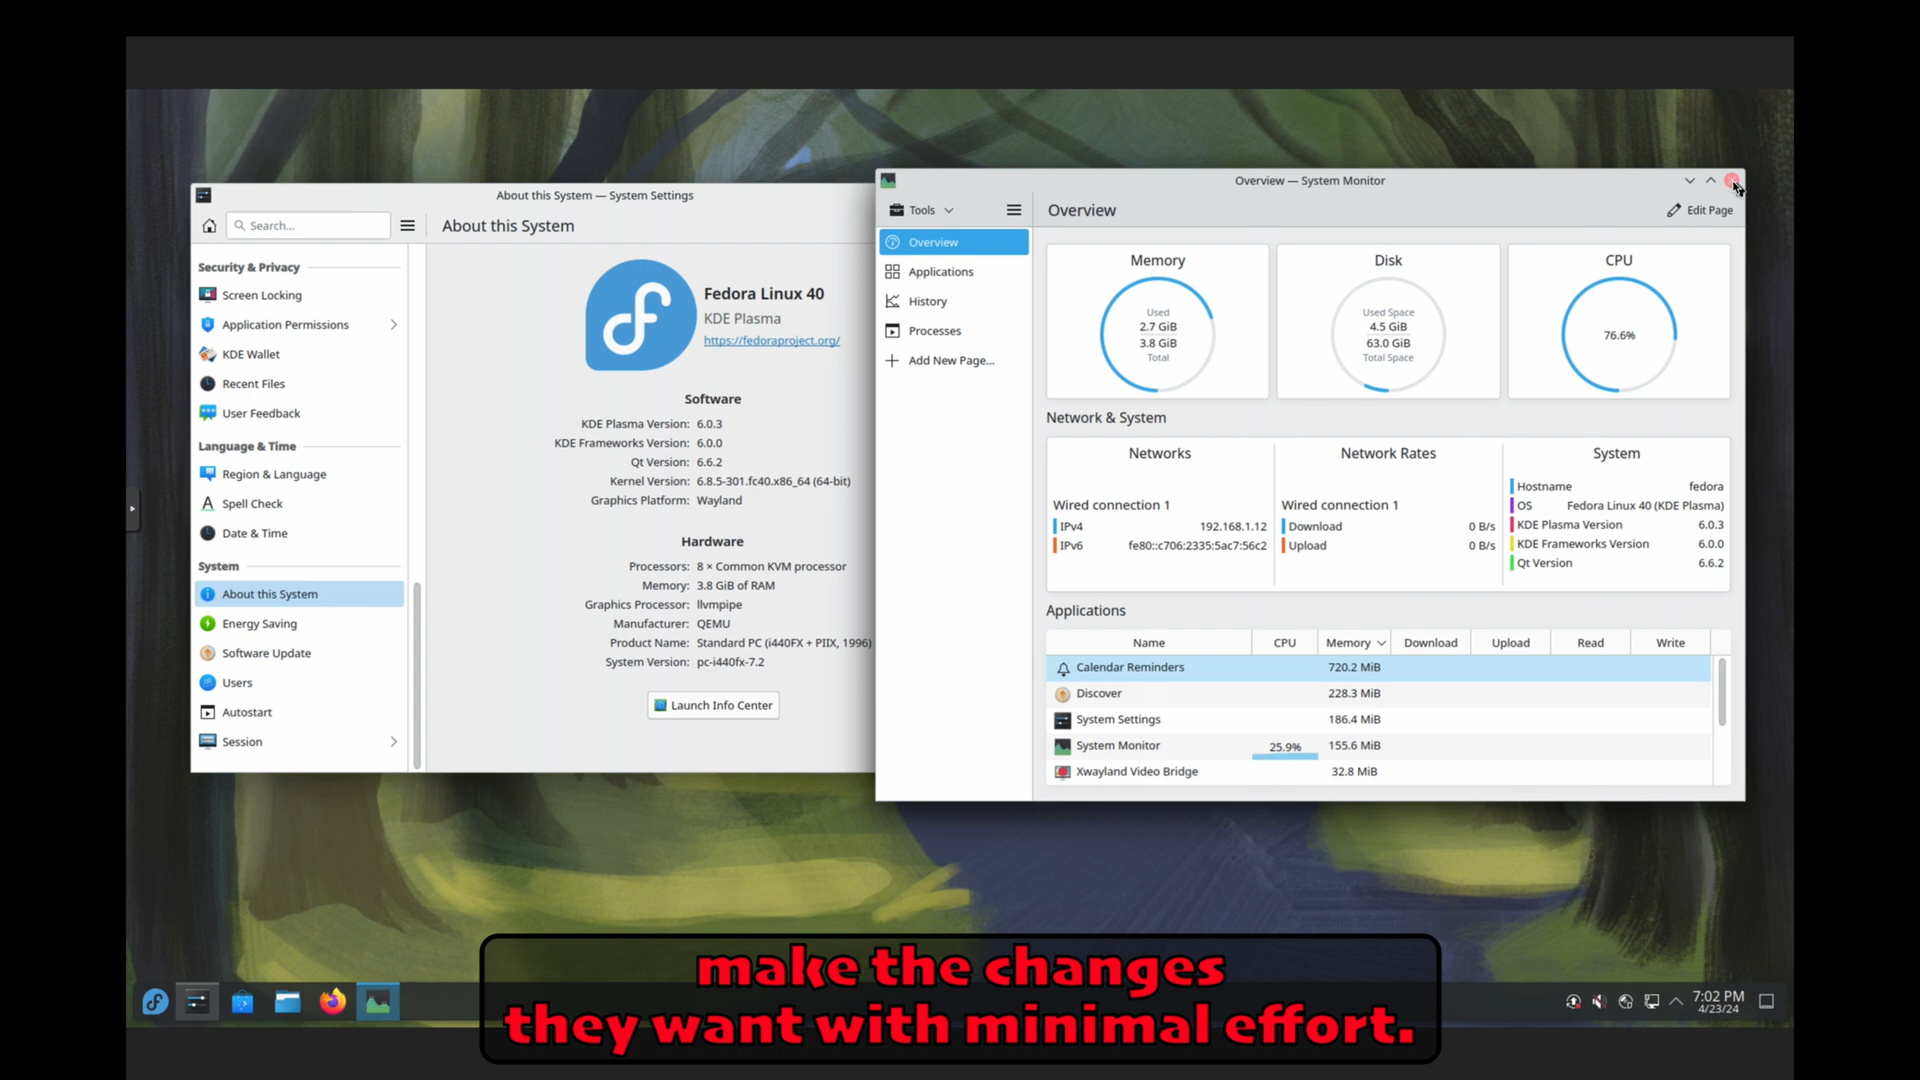 About this System — System Settings
Search...
About this System
Security & Privacy
Screen Locking
Application Permissions
KDE Wallet
Recent Files
User Feedback
Language & Time
Region & Language
Spell Check
Date & Time
System
About this System
Energy Saving
Software Update
Users
Autostart
Session
Fedora Linux 40
KDE Plasma
https://fedoraproject.org/
Software
KDE Plasma Version: 6.0.3
KDE Frameworks Version: 6.0.0
Qt Version: 6.6.2
Kernel Version: 6.8.5-301.fc40.x86_64 (64-bit)
Graphics Platform: Wayland
Hardware
Processors: 8 × Common KVM processor
Memory: 3.8 GiB of RAM
Graphics Processor: llvmpipe
Manufacturer: QEMU
Product Name: Standard PC (i440FX + PIIX, 1996)
System Version: pc-i440fx-7.2
Launch Info Center
Overview — System Monitor
Tools
Overview
Edit Page
Overview
Applications
History
Processes
Add New Page...
Memory
Used
2.7 GiB
3.8 GiB
Total
Disk
Used Space
4.5 GiB
63.0 GiB
Total Space
CPU
76.6%
Network & System
Networks
Wired connection 1
IPv4 192.168.1.12
IPv6 fe80::c706:2335:5ac7:56c2
Network Rates
Wired connection 1
Download 0 B/s
Upload 0 B/s
System
Hostname fedora
OS Fedora Linux 40 (KDE Plasma)
KDE Plasma Version 6.0.3
KDE Frameworks Version 6.0.0
Qt Version 6.6.2
Applications
Name CPU Memory Download Upload Read Write
Calendar Reminders 720.2 MiB
Discover 228.3 MiB
System Settings 186.4 MiB
System Monitor 25.9% 155.6 MiB
Xwayland Video Bridge 32.8 MiB
make the changes
they want with minimal effort.
7:02 PM
4/23/24